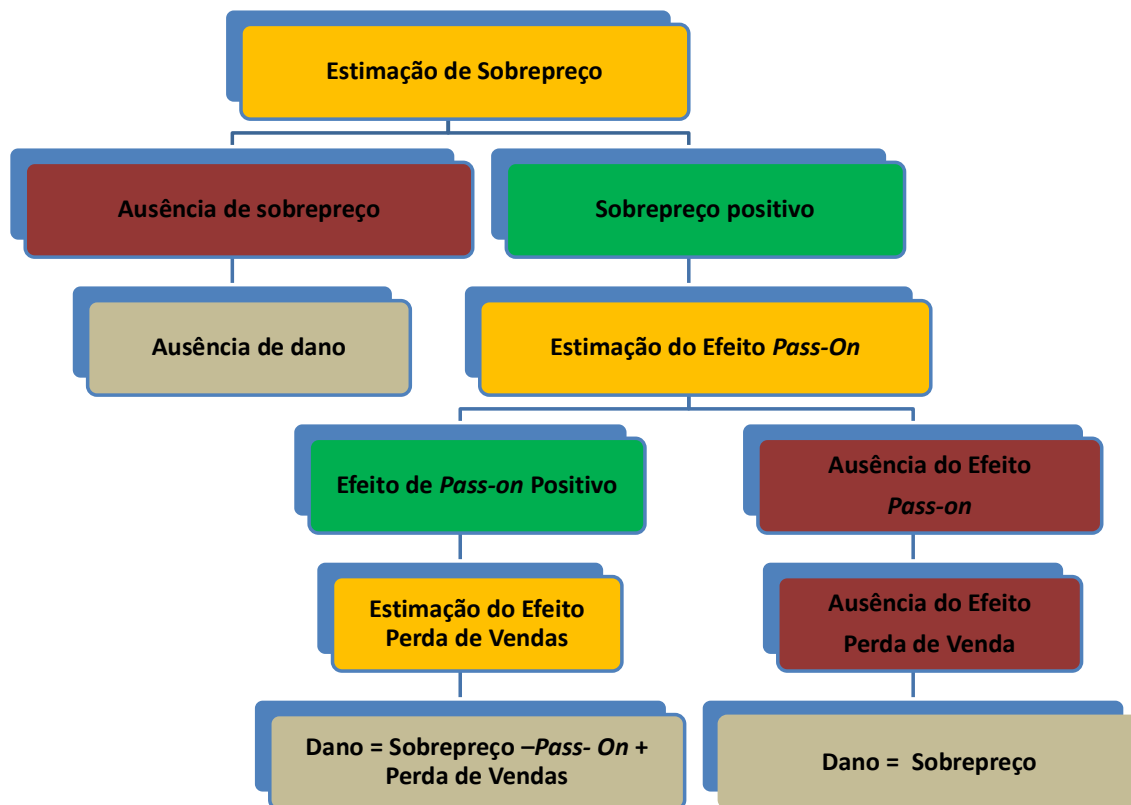 Estimação de Sobrepreço
Ausência de sobrepreço
Sobrepreço positivo
Ausência de dano
Estimação do Efeito Pass-On
Efeito de Pass-on Positivo
Ausência do Efeito
Pass-on
Estimação do Efeito
Perda de Vendas
Ausência do Efeito
Perda de Venda
Dano = Sobrepreço –Pass- On +
Perda de Vendas
Dano = Sobrepreço